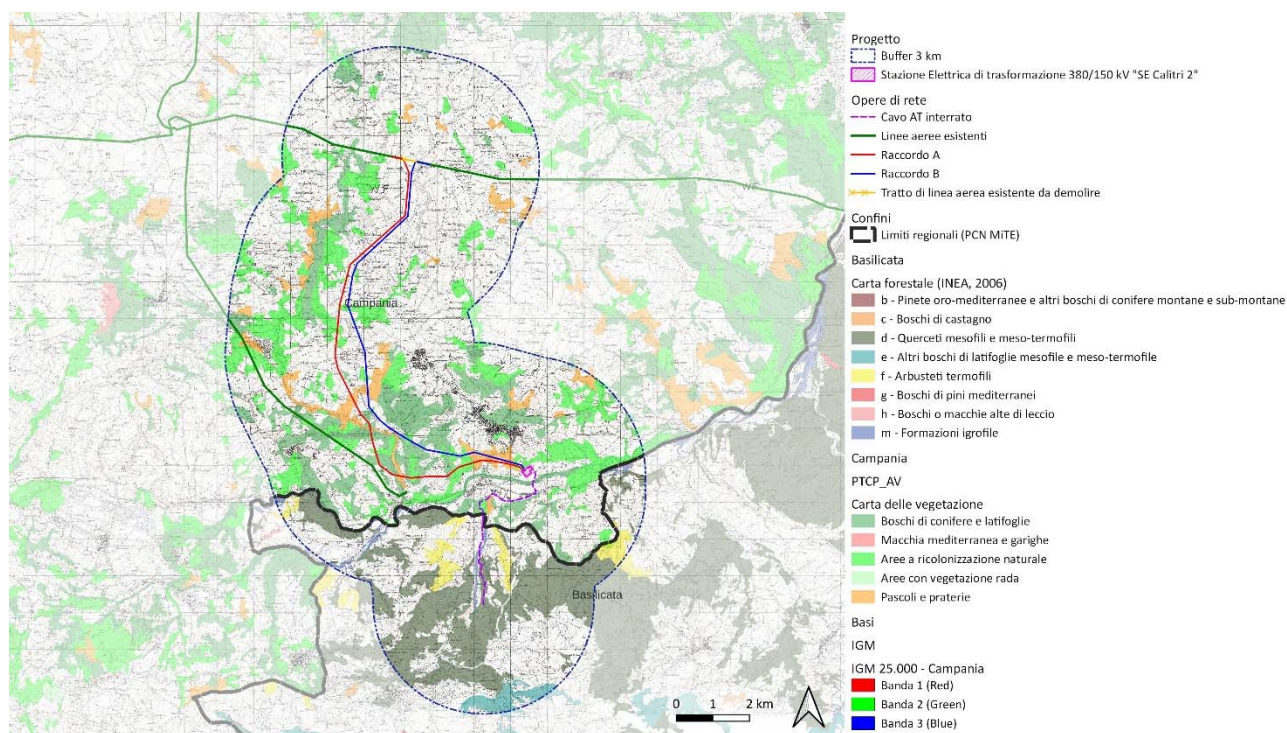 Progetto
Buffer 3 km
Stazione Elettrica di trasformazione 380/150 kV "SE Calitri 2"
Opere di rete
Cavo AT interrato
Linee aeree esistenti
Raccordo A
Raccordo B
Tratto di linea aerea esistente da demolire
Confini
Limiti regionali (PCN MiTE)
Basilicata
Carta forestale (INEA, 2006)
b - Pinete oro-mediterranee e altri boschi di conifere montane e sub-montane
c - Boschi di castagno
d - Querceti mesofili e meso-termofili
e - Altri boschi di latifoglie mesofile e meso-termofile
f - Arbusteti termofili
g - Boschi di pini mediterranei
h - Boschi o macchie alte di leccio
m - Formazioni igrofile
Campania
PTCP_AV
Carta delle vegetazione
Boschi di conifere e latifoglie
Macchia mediterranea e garighe
Aree a ricolonizzazione naturale
Aree con vegetazione rada
Pascoli e praterie
Basi
IGM
IGM 25.000 - Campania
Banda 1 (Red)
Banda 2 (Green)
Banda 3 (Blue)
Campania
Basilicata
0 1 2 km